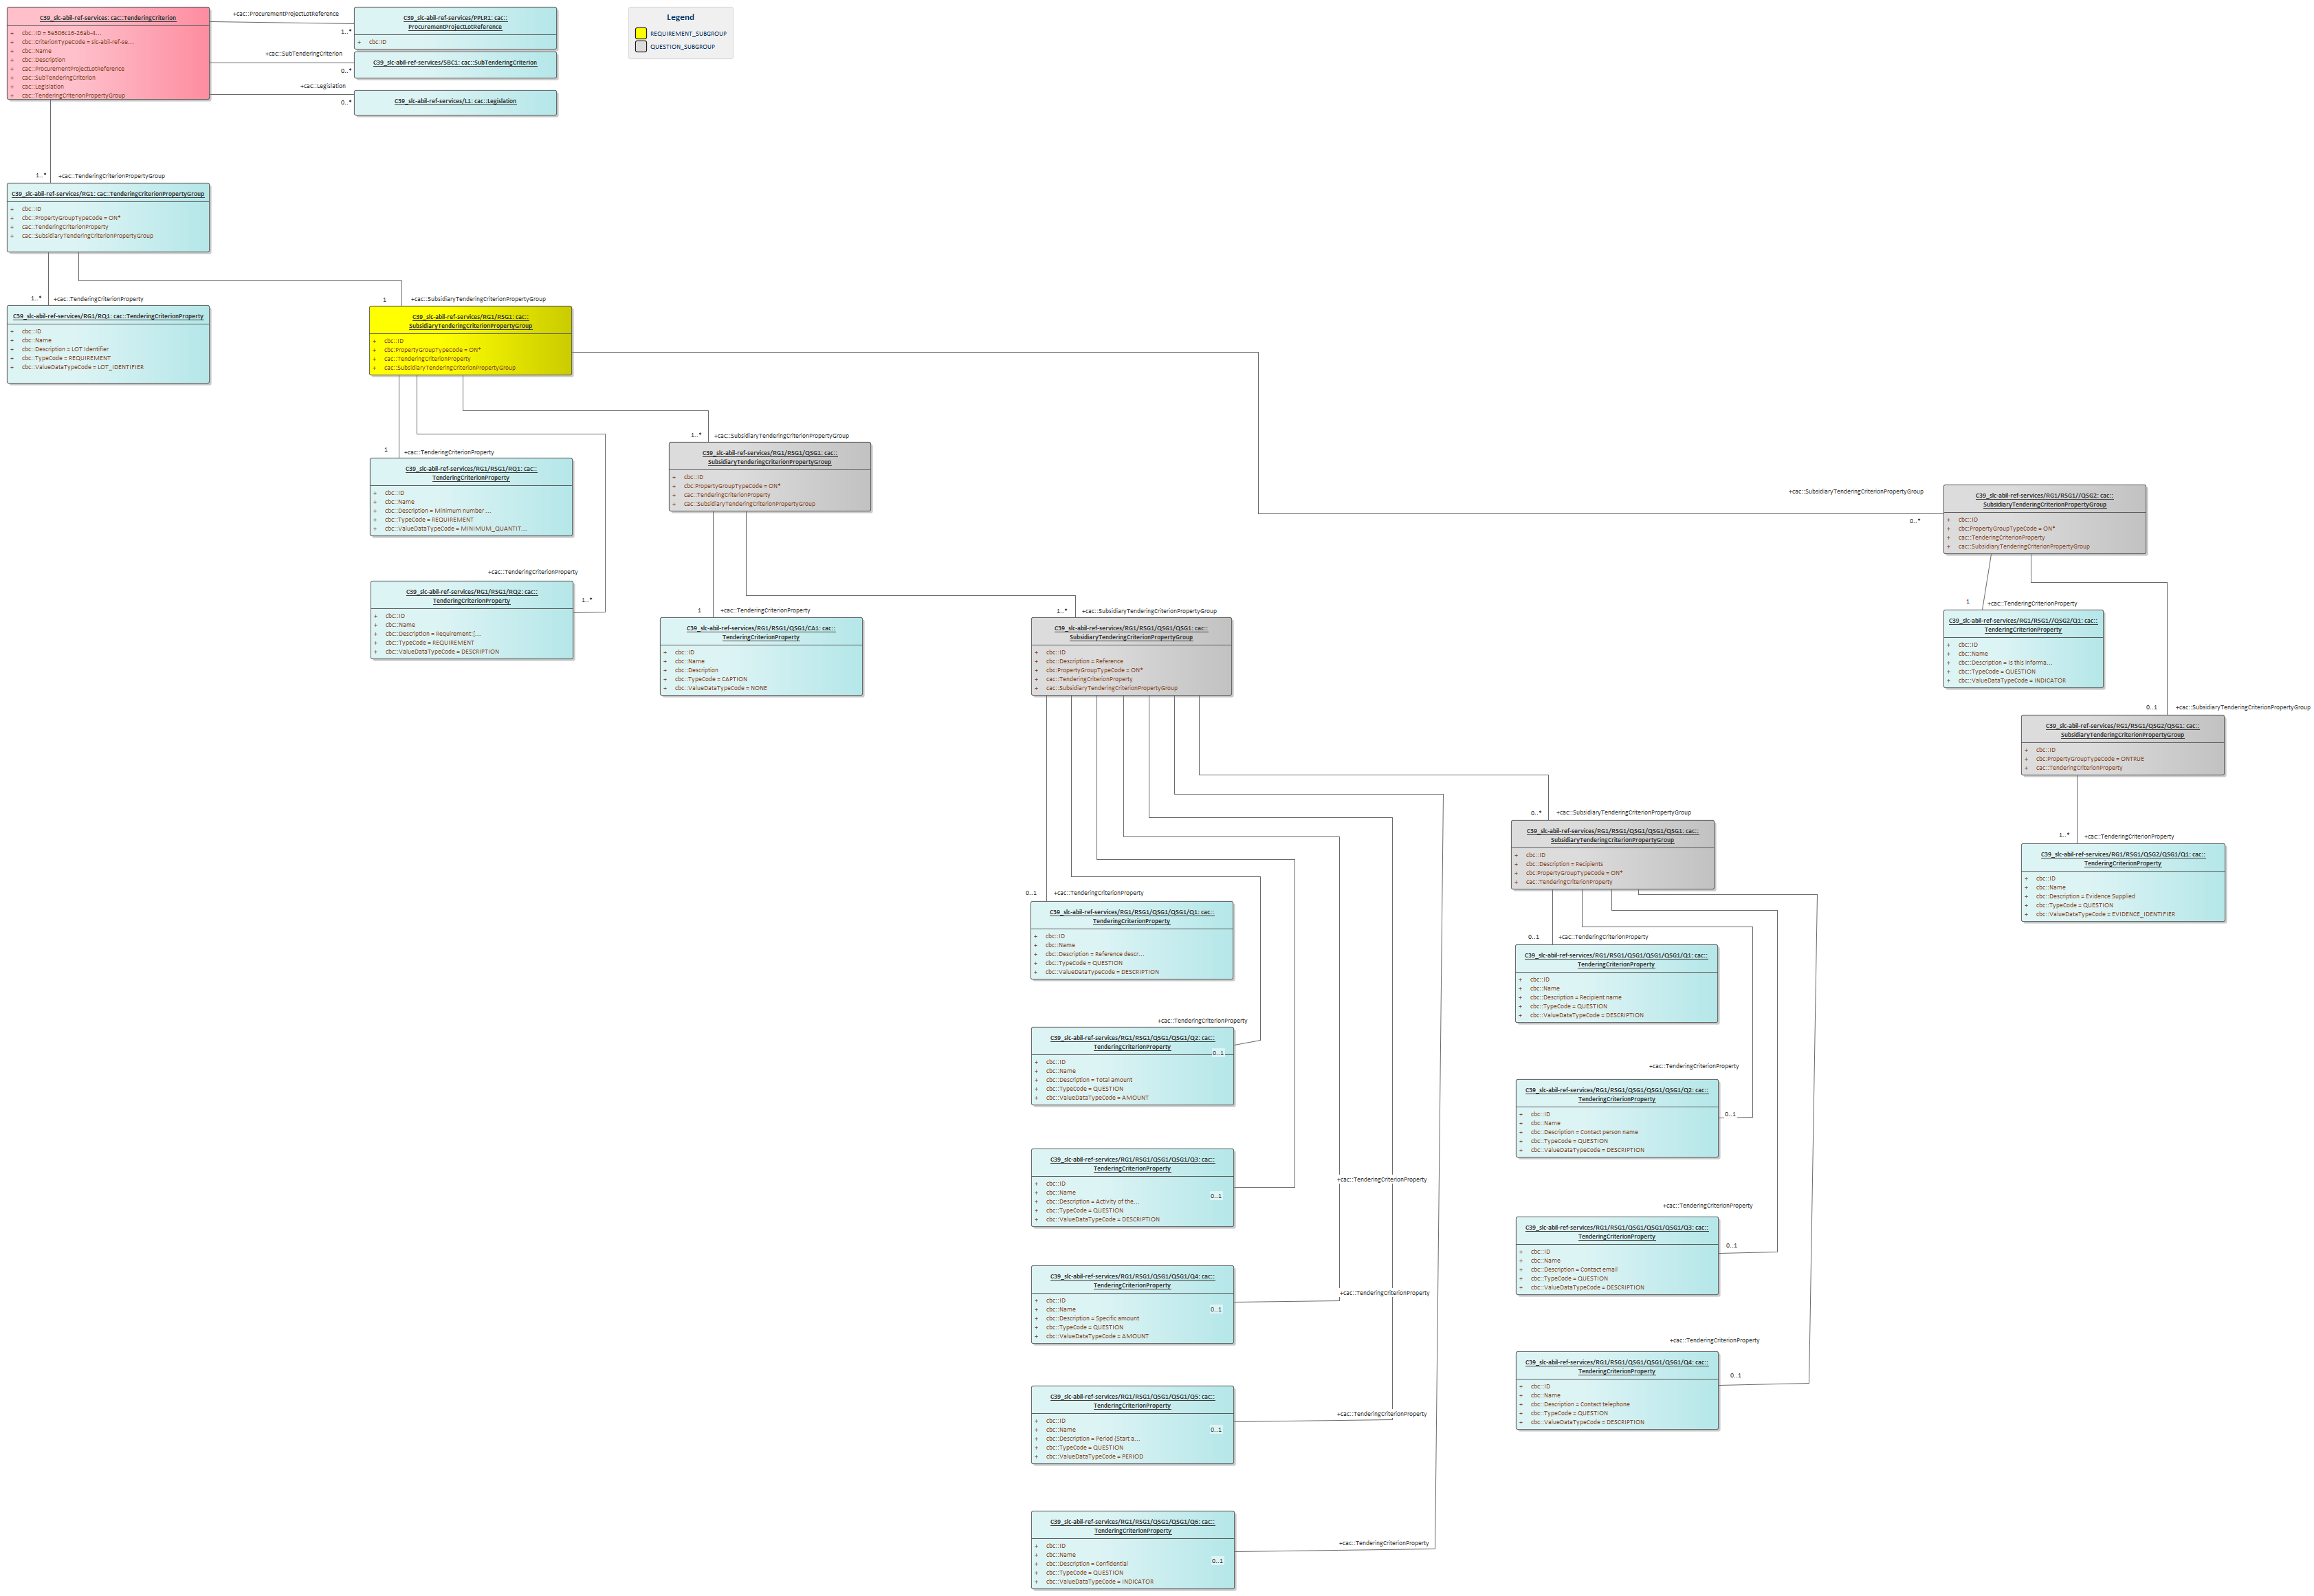 C39_slc-abil-ref-services: cac::TenderingCriterion
+ cbc::ID = 5e506c16-26ab-4...
+ cbc::CriterionTypeCode = slc-abil-ref-se...
+ cbc::Name
+ cbc::Description
+ cac::ProcurementProjectLotReference
+ cac::SubTenderingCriterion
+ cac::Legislation
+ cac::TenderingCriterionPropertyGroup
+cac::ProcurementProjectLotReference
1..*
C39_slc-abil-ref-services/PPLR1: cac::
ProcurementProjectLotReference
+ cbc:ID
+cac::SubTenderingCriterion
0..*
C39_slc-abil-ref-services/SBC1: cac::SubTenderingCriterion
+cac::Legislation
0..*
C39_slc-abil-ref-services/L1: cac::Legislation
Legend
REQUIREMENT_SUBGROUP
QUESTION_SUBGROUP
1..*
+cac::TenderingCriterionPropertyGroup
C39_slc-abil-ref-services/RG1: cac::TenderingCriterionPropertyGroup
+ cbc::ID
+ cbc::PropertyGroupTypeCode = ON*
+ cac::TenderingCriterionProperty
+ cac::SubsidiaryTenderingCriterionPropertyGroup
1..*
+cac::TenderingCriterionProperty
C39_slc-abil-ref-services/RG1/RQ1: cac::TenderingCriterionProperty
+ cbc::ID
+ cbc::Name
+ cbc::Description = LOT Identifier
+ cbc::TypeCode = REQUIREMENT
+ cbc::ValueDataTypeCode = LOT_IDENTIFIER
1
+cac::SubsidiaryTenderingCriterionPropertyGroup
C39_slc-abil-ref-services/RG1/RSG1: cac::
SubsidiaryTenderingCriterionPropertyGroup
+ cbc::ID
+ cbc:PropertyGroupTypeCode = ON*
+ cac::TenderingCriterionProperty
+ cac::SubsidiaryTenderingCriterionPropertyGroup
1
+cac::TenderingCriterionProperty
C39_slc-abil-ref-services/RG1/RSG1/RQ1: cac::
TenderingCriterionProperty
+ cbc::ID
+ cbc::Name
+ cbc::Description = Minimum number ...
+ cbc::TypeCode = REQUIREMENT
+ cbc::ValueDataTypeCode = MINIMUM_QUANTIT...
+cac::TenderingCriterionProperty
1..*
C39_slc-abil-ref-services/RG1/RSG1/RQ2: cac::
TenderingCriterionProperty
+ cbc::ID
+ cbc::Name
+ cbc::Description = Requirement:[...
+ cbc::TypeCode = REQUIREMENT
+ cbc::ValueDataTypeCode = DESCRIPTION
1..*
+cac::SubsidiaryTenderingCriterionPropertyGroup
C39_slc-abil-ref-services/RG1/RSG1/QSG1: cac::
SubsidiaryTenderingCriterionPropertyGroup
+ cbc::ID
+ cbc:PropertyGroupTypeCode = ON*
+ cac::TenderingCriterionProperty
+ cac::SubsidiaryTenderingCriterionPropertyGroup
1
+cac::TenderingCriterionProperty
C39_slc-abil-ref-services/RG1/RSG1/QSG1/CA1: cac::
TenderingCriterionProperty
+ cbc::ID
+ cbc::Name
+ cbc::Description
+ cbc::TypeCode = CAPTION
+ cbc::ValueDataTypeCode = NONE
1..*
+cac::SubsidiaryTenderingCriterionPropertyGroup
C39_slc-abil-ref-services/RG1/RSG1/QSG1/QSG1: cac::
SubsidiaryTenderingCriterionPropertyGroup
+ cbc::ID
+ cbc::Description = Reference
+ cbc:PropertyGroupTypeCode = ON*
+ cac::TenderingCriterionProperty
+ cac::SubsidiaryTenderingCriterionPropertyGroup
0..1
+cac::TenderingCriterionProperty
C39_slc-abil-ref-services/RG1/RSG1/QSG1/QSG1/Q1: cac::
TenderingCriterionProperty
+ cbc::ID
+ cbc::Name
+ cbc::Description = Reference descr...
+ cbc::TypeCode = QUESTION
+ cbc::ValueDataTypeCode = DESCRIPTION
+cac::TenderingCriterionProperty
C39_slc-abil-ref-services/RG1/RSG1/QSG1/QSG1/Q2: cac::
TenderingCriterionProperty
0..1
+ cbc::ID
+ cbc::Name
+ cbc::Description = Total amount
+ cbc::TypeCode = QUESTION
+ cbc::ValueDataTypeCode = AMOUNT
C39_slc-abil-ref-services/RG1/RSG1/QSG1/QSG1/Q3: cac::
TenderingCriterionProperty
+ cbc::ID
+ cbc::Name
0..1
+ cbc::Description = Activity of the...
+ cbc::TypeCode = QUESTION
+ cbc::ValueDataTypeCode = DESCRIPTION
+cac::TenderingCriterionProperty
C39_slc-abil-ref-services/RG1/RSG1/QSG1/QSG1/Q4: cac::
TenderingCriterionProperty
+ cbc::ID
+ cbc::Name
0..1
+ cbc::Description = Specific amount
+ cbc::TypeCode = QUESTION
+ cbc::ValueDataTypeCode = AMOUNT
+cac::TenderingCriterionProperty
C39_slc-abil-ref-services/RG1/RSG1/QSG1/QSG1/Q5: cac::
TenderingCriterionProperty
+ cbc::ID
+ cbc::Name
0..1
+ cbc::Description = Period (Start a...
+ cbc::TypeCode = QUESTION
+ cbc::ValueDataTypeCode = PERIOD
+cac::TenderingCriterionProperty
C39_slc-abil-ref-services/RG1/RSG1/QSG1/QSG1/Q6: cac::
TenderingCriterionProperty
+ cbc::ID
+ cbc::Name
0..1
+ cbc::Description = Confidential
+ cbc::TypeCode = QUESTION
+ cbc::ValueDataTypeCode = INDICATOR
+cac::TenderingCriterionProperty
0..*
+cac::SubsidiaryTenderingCriterionPropertyGroup
C39_slc-abil-ref-services/RG1/RSG1/QSG1/QSG1/QSG1: cac::
SubsidiaryTenderingCriterionPropertyGroup
+ cbc::ID
+ cbc::Description = Recipients
+ cbc:PropertyGroupTypeCode = ON*
+ cac::TenderingCriterionProperty
0..1
+cac::TenderingCriterionProperty
C39_slc-abil-ref-services/RG1/RSG1/QSG1/QSG1/QSG1/Q1: cac::
TenderingCriterionProperty
+ cbc::ID
+ cbc::Name
+ cbc::Description = Recipient name
+ cbc::TypeCode = QUESTION
+ cbc::ValueDataTypeCode = DESCRIPTION
+cac::TenderingCriterionProperty
C39_slc-abil-ref-services/RG1/RSG1/QSG1/QSG1/QSG1/Q2: cac::
TenderingCriterionProperty
0..1
+ cbc::ID
+ cbc::Name
+ cbc::Description = Contact person name
+ cbc::TypeCode = QUESTION
+ cbc::ValueDataTypeCode = DESCRIPTION
+cac::TenderingCriterionProperty
C39_slc-abil-ref-services/RG1/RSG1/QSG1/QSG1/QSG1/Q3: cac::
TenderingCriterionProperty
0..1
+ cbc::ID
+ cbc::Name
+ cbc::Description = Contact email
+ cbc::TypeCode = QUESTION
+ cbc::ValueDataTypeCode = DESCRIPTION
+cac::TenderingCriterionProperty
C39_slc-abil-ref-services/RG1/RSG1/QSG1/QSG1/QSG1/Q4: cac::
TenderingCriterionProperty
0..1
+ cbc::ID
+ cbc::Name
+ cbc::Description = Contact telephone
+ cbc::TypeCode = QUESTION
+ cbc::ValueDataTypeCode = DESCRIPTION
+cac::SubsidiaryTenderingCriterionPropertyGroup
0..*
C39_slc-abil-ref-services/RG1/RSG1//QSG2: cac::
SubsidiaryTenderingCriterionPropertyGroup
+ cbc::ID
+ cbc:PropertyGroupTypeCode = ON*
+ cac::TenderingCriterionProperty
+ cac::SubsidiaryTenderingCriterionPropertyGroup
1
+cac::TenderingCriterionProperty
C39_slc-abil-ref-services/RG1/RSG1//QSG2/Q1: cac::
TenderingCriterionProperty
+ cbc::ID
+ cbc::Name
+ cbc::Description = Is this informa...
+ cbc::TypeCode = QUESTION
+ cbc::ValueDataTypeCode = INDICATOR
0..1
+cac::SubsidiaryTenderingCriterionPropertyGroup
C39_slc-abil-ref-services/RG1/RSG1/QSG2/QSG1: cac::
SubsidiaryTenderingCriterionPropertyGroup
+ cbc::ID
+ cbc:PropertyGroupTypeCode = ONTRUE
+ cac::TenderingCriterionProperty
1..*
+cac::TenderingCriterionProperty
C39_slc-abil-ref-services/RG1/RSG1/QSG2/QSG1/Q1: cac::
TenderingCriterionProperty
+ cbc::ID
+ cbc::Name
+ cbc::Description = Evidence Supplied
+ cbc::TypeCode = QUESTION
+ cbc::ValueDataTypeCode = EVIDENCE_IDENTIFIER